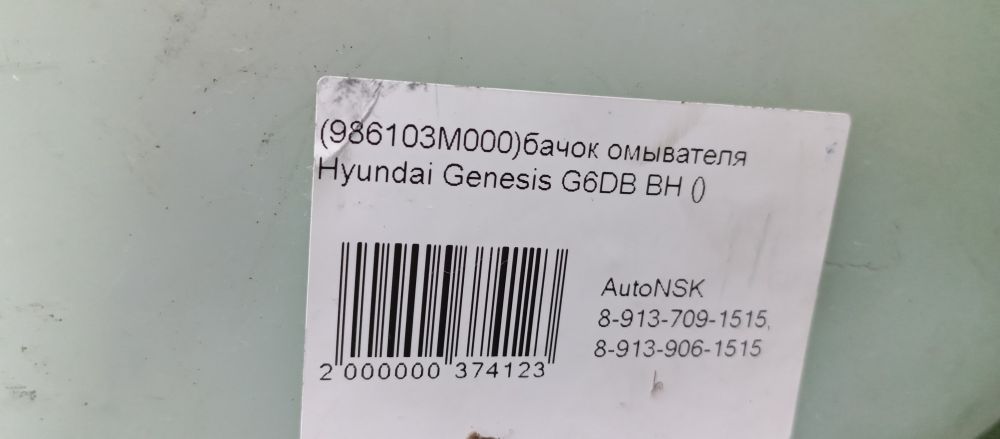 (986103M000)бачок омывателя
Hyundai Genesis G6DB BH ()
AutoNSK
8-913-709-1515,
8-913-906-1515
2 000000 374123